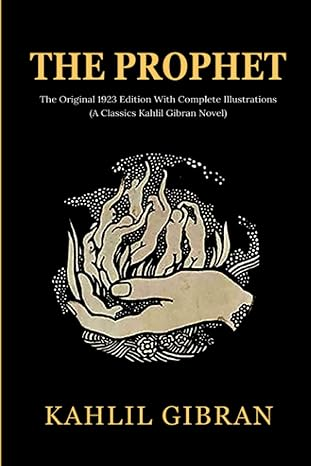 THE PROPHET
The Original 1923 Edition With Complete Illustrations
(A Classics Kahlil Gibran Novel)
KAHLIL GIBRAN